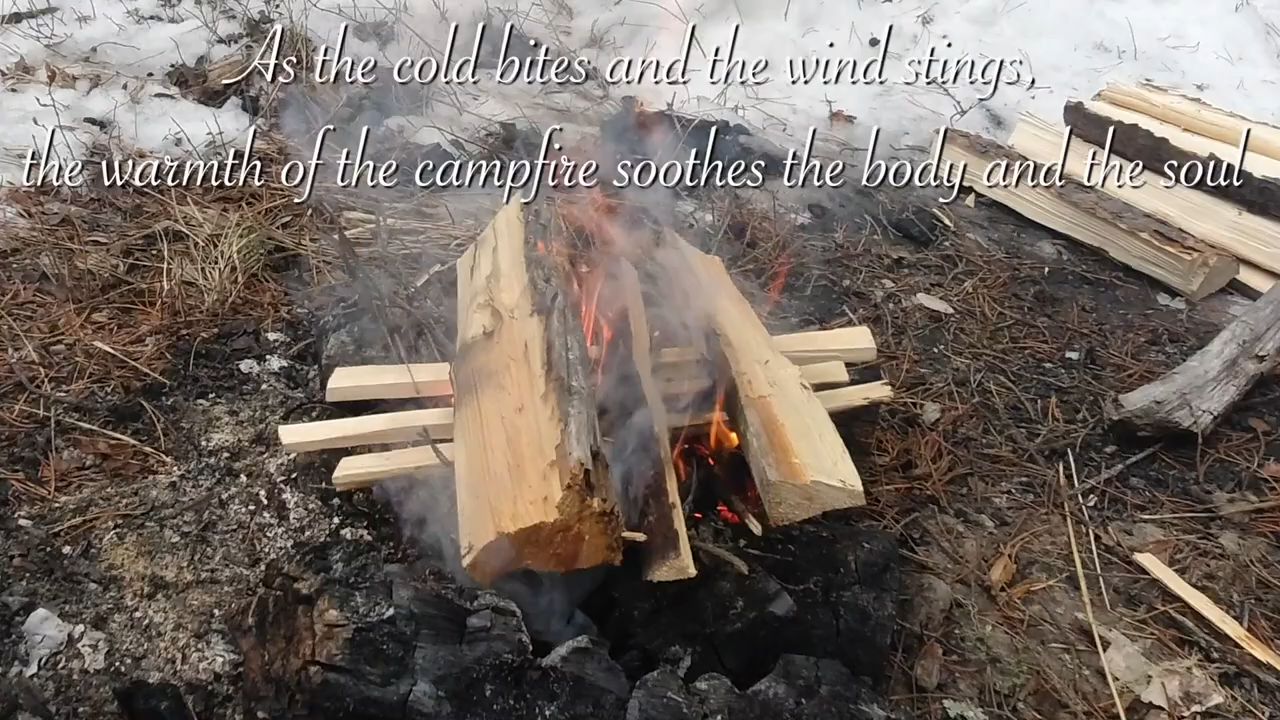 As the cold bites and the wind stings,
the warmth of the campfire soothes the body and the soul